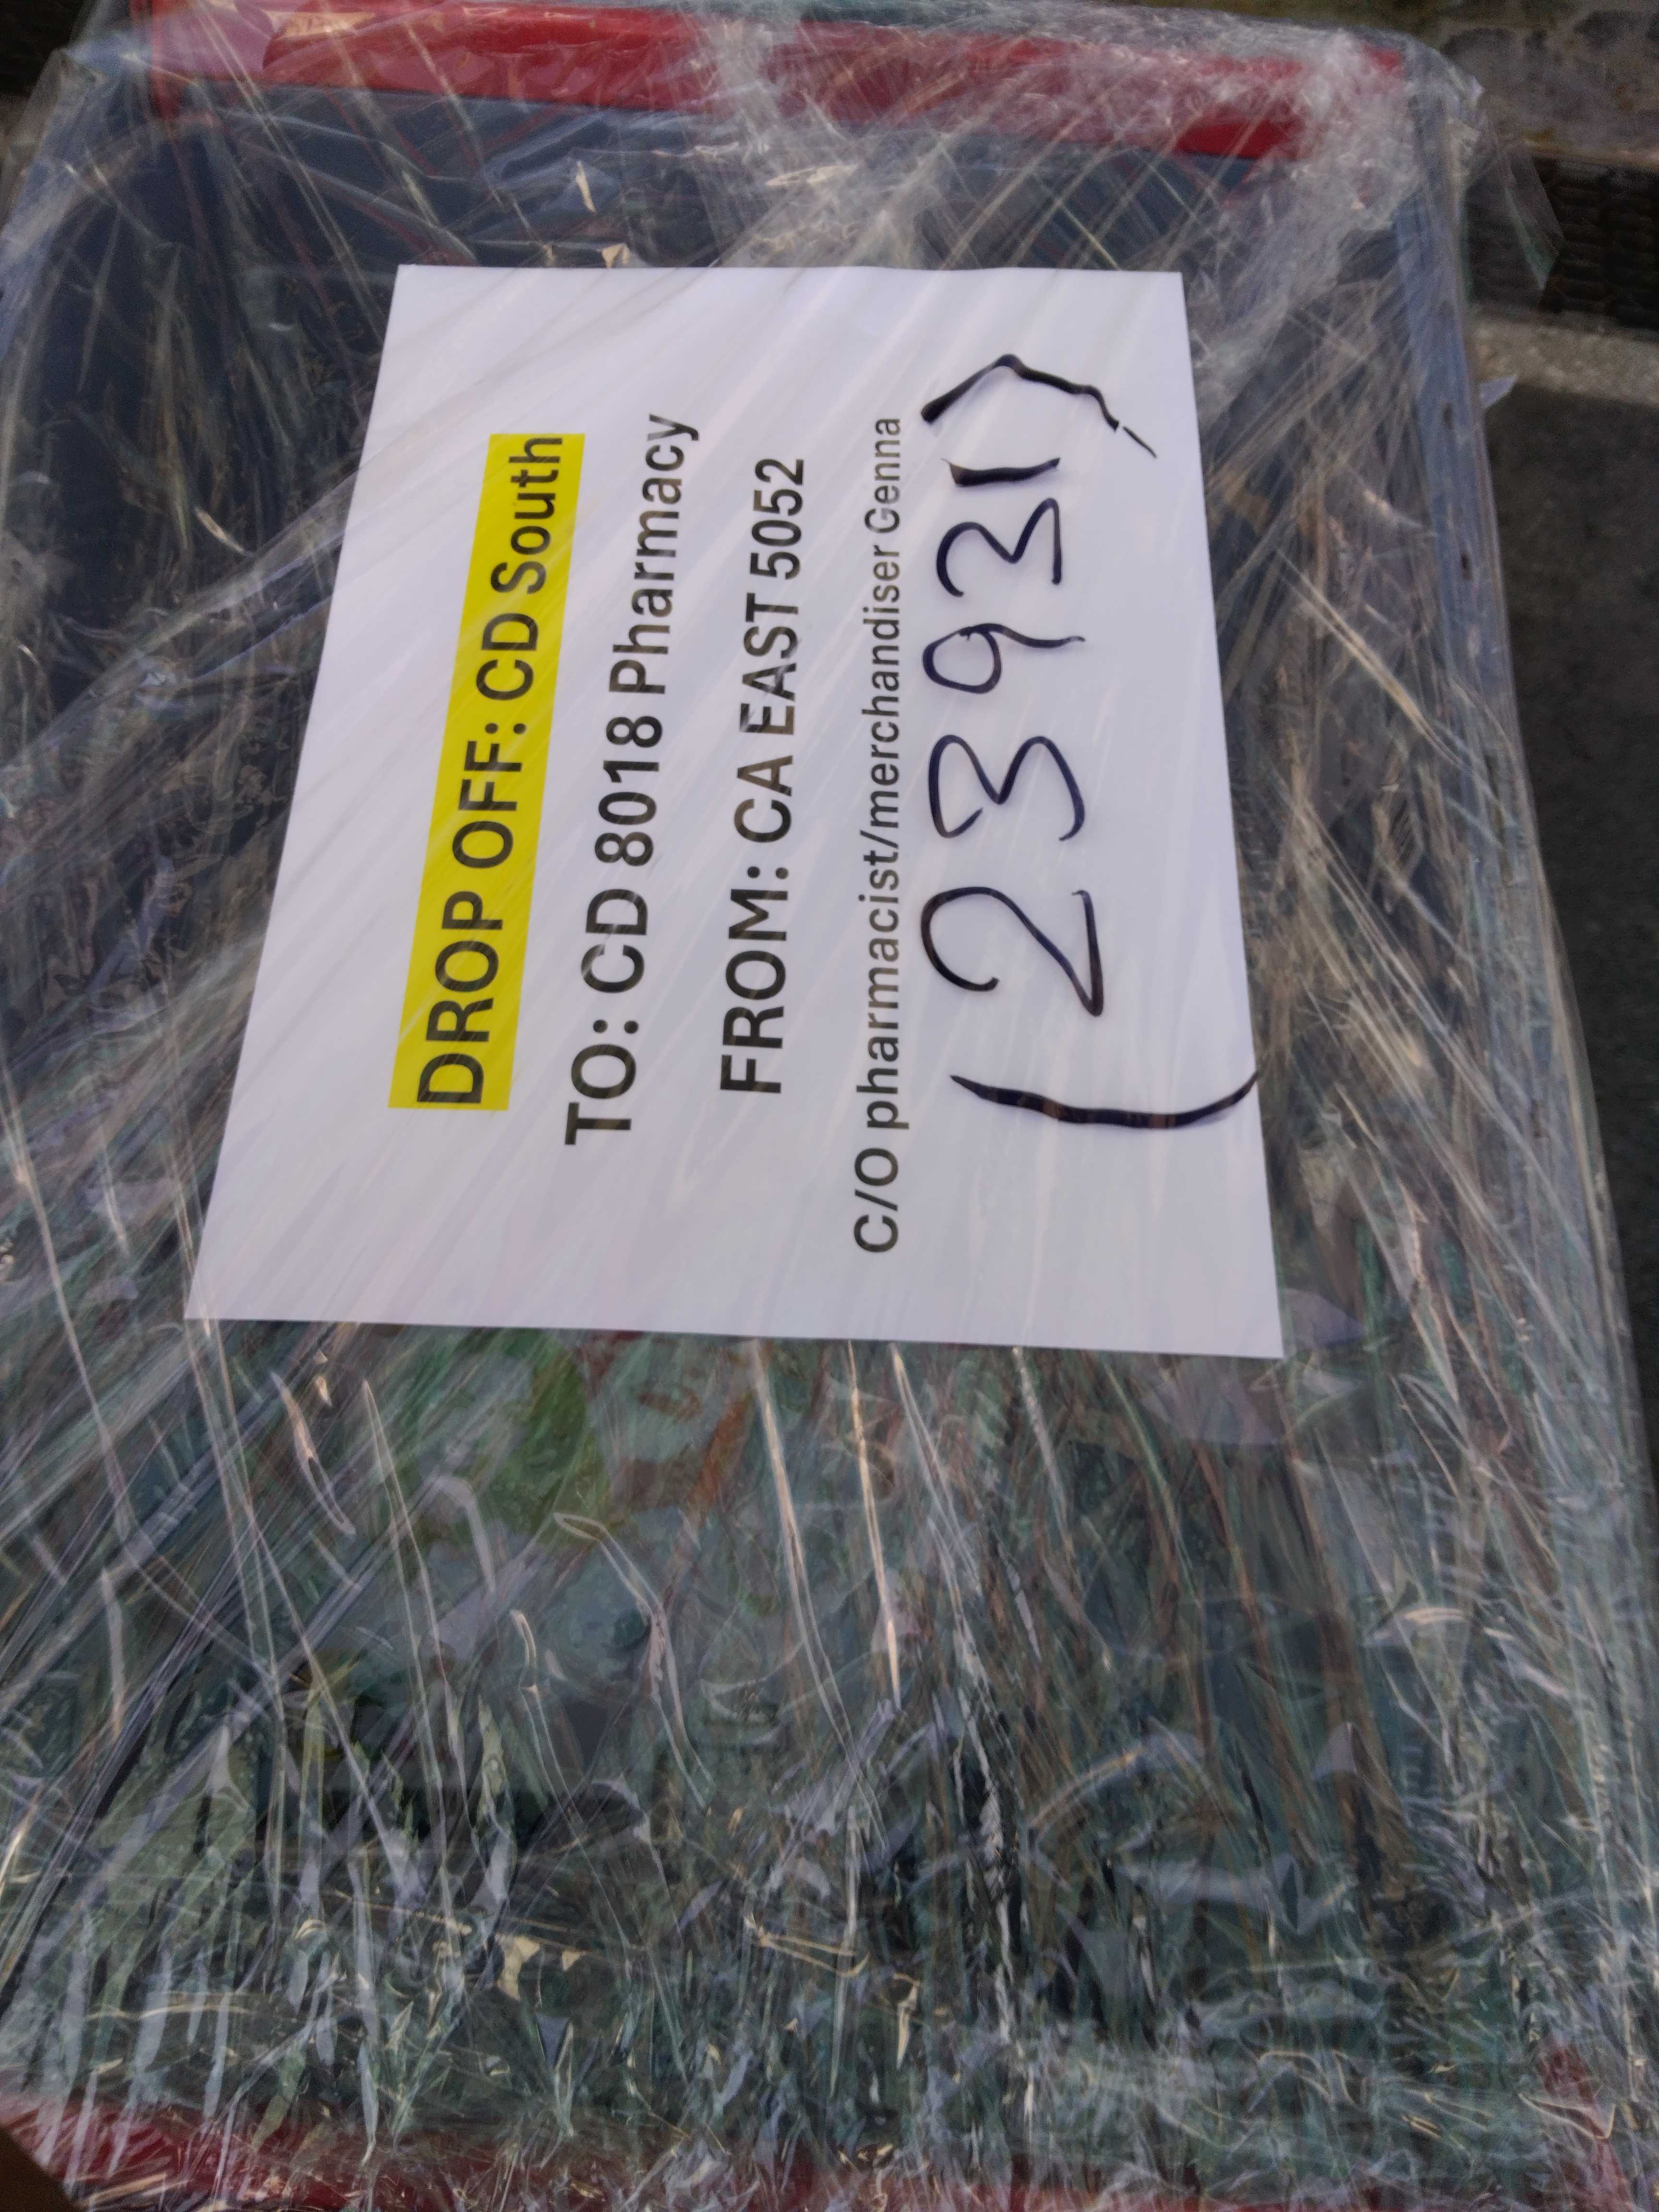 DROP OFF: CD South
TO: CD 8018 Pharmacy
FROM: CA EAST 5052
C/O pharmacist/merchandiser Genna
(23931)